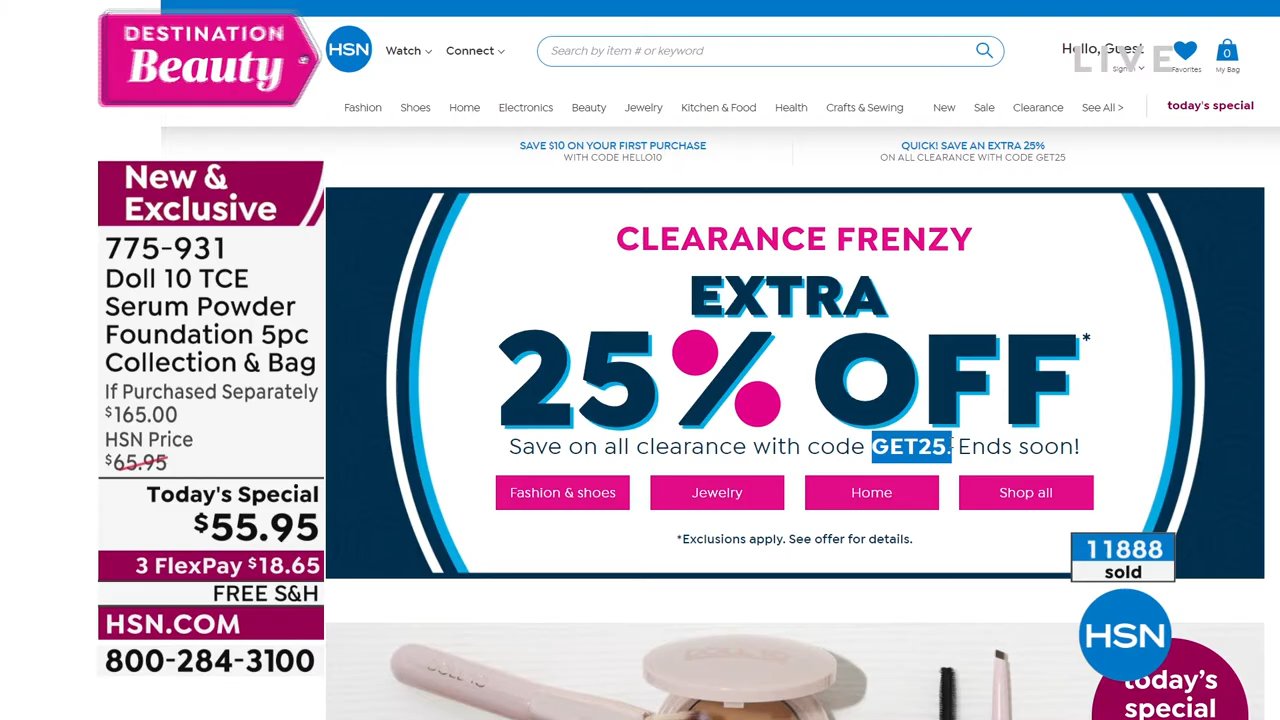 DESTINATION
Beauty
HSN
Watch
Connect
Search by item # or keyword
Hello, Guest
LIVE
Favorites
0
My Bag
Fashion
Shoes
Home
Electronics
Beauty
Jewelry
Kitchen & Food
Health
Crafts & Sewing
New
Sale
Clearance
See All >
today's special
SAVE $10 ON YOUR FIRST PURCHASE
WITH CODE HELLO10
QUICK! SAVE AN EXTRA 25%
ON ALL CLEARANCE WITH CODE GET25
New &
Exclusive
775-931
Doll 10 TCE
Serum Powder
Foundation 5pc
Collection & Bag
If Purchased Separately
$165.00
HSN Price
$65.95
Today's Special
$55.95
3 FlexPay $18.65
FREE S&H
HSN.COM
800-284-3100
CLEARANCE FRENZY
EXTRA
25% OFF*
Save on all clearance with code GET25. Ends soon!
Fashion & shoes
Jewelry
Home
Shop all
*Exclusions apply. See offer for details.
11888
sold
HSN
today's
special